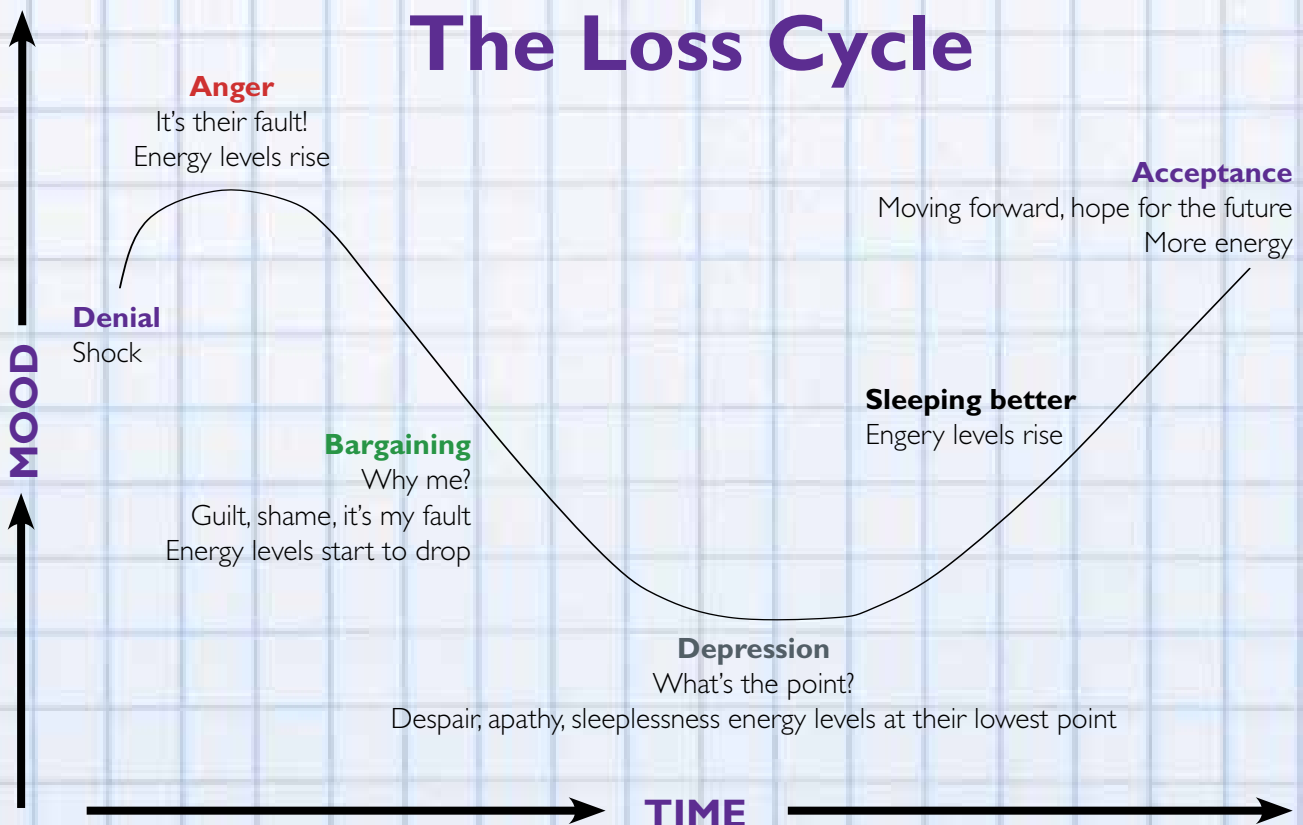 The Loss Cycle
Anger
It's their fault!
Energy levels rise
Acceptance
Moving forward, hope for the future
More energy
Denial
Shock
MOOD
Sleeping better
Engery levels rise
Bargaining
Why me?
Guilt, shame, it's my fault
Energy levels start to drop
Depression
What's the point?
Despair, apathy, sleeplessness energy levels at their lowest point
TIME